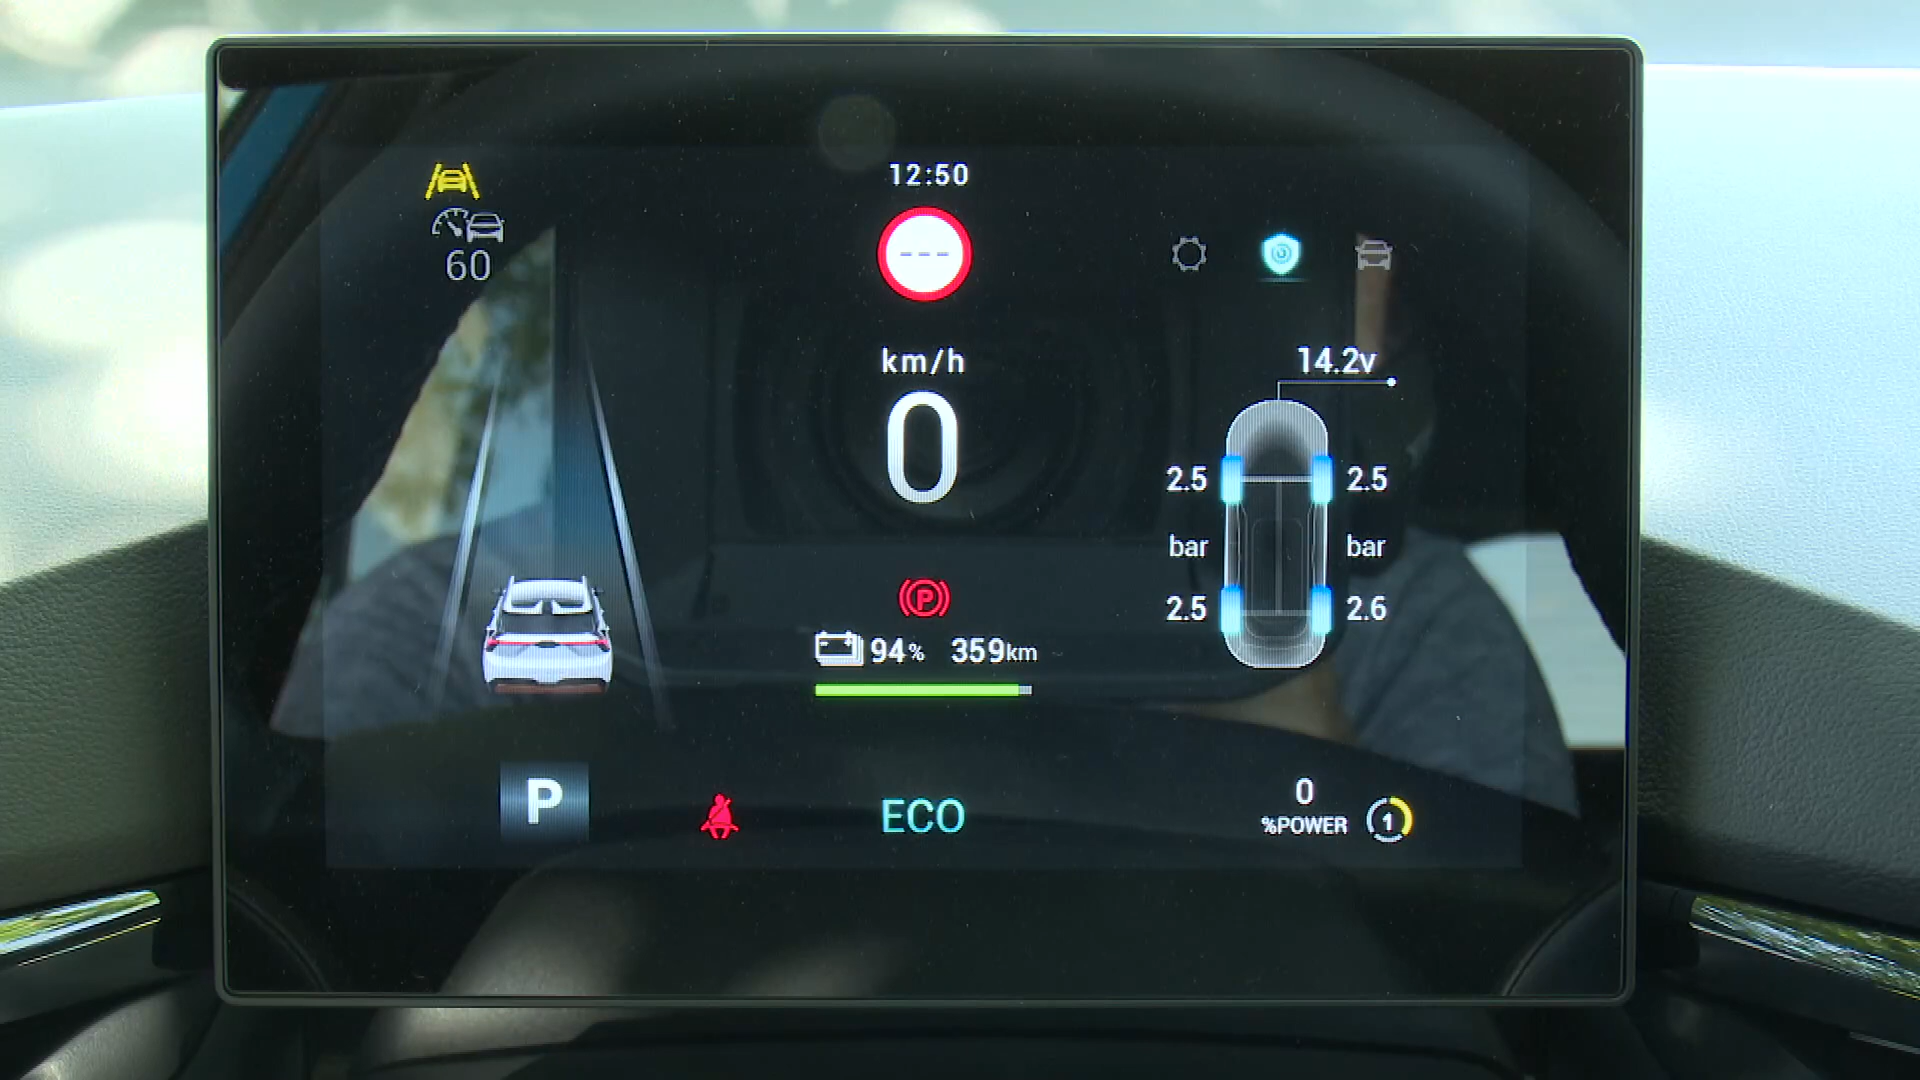 12:50
60
---
km/h
0
14.2v
2.5 2.5
bar bar
2.5 2.6
P
94% 359km
P
ECO
0
%POWER 1